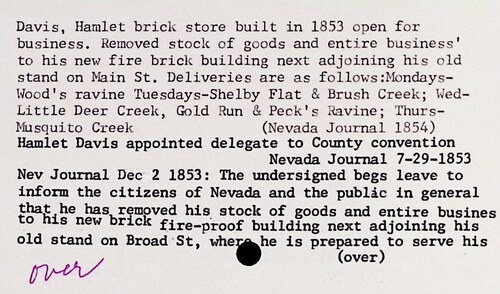 Davis, Hamlet brick store built in 1853 open for
business. Removed stock of goods and entire business'
to his new fire brick building next adjoining his old
stand on Main St. Deliveries are as follows:Mondays-
Wood's ravine Tuesdays-Shelby Flat & Brush Creek; Wed-
Little Deer Creek, Gold Run & Peck's Ravine; Thurs-
Musquito Creek (Nevada Journal 1854)
Hamlet Davis appointed delegate to County convention
Nevada Journal 7-29-1853
Nev Journal Dec 2 1853: The undersigned begs leave to
inform the citizens of Nevada and the public in general
that he has removed his stock of goods and entire busines
to his new brick fire-proof building next adjoining his
old stand on Broad St, where he is prepared to serve his
(over)
over